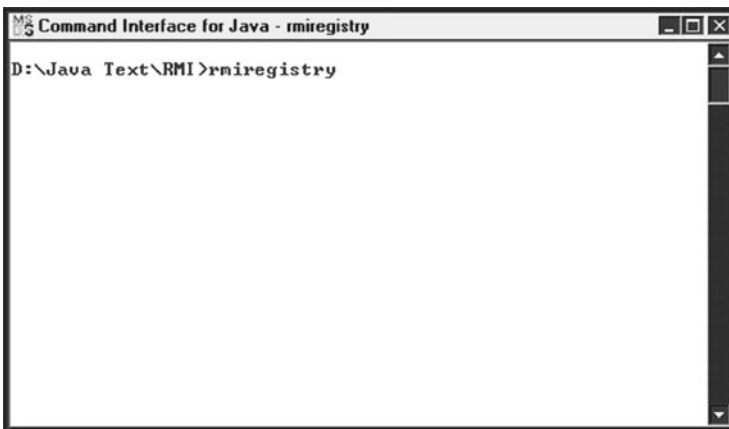 Command Interface for Java - rmiregistry
D:\Java Text\RMI>rmiregistry